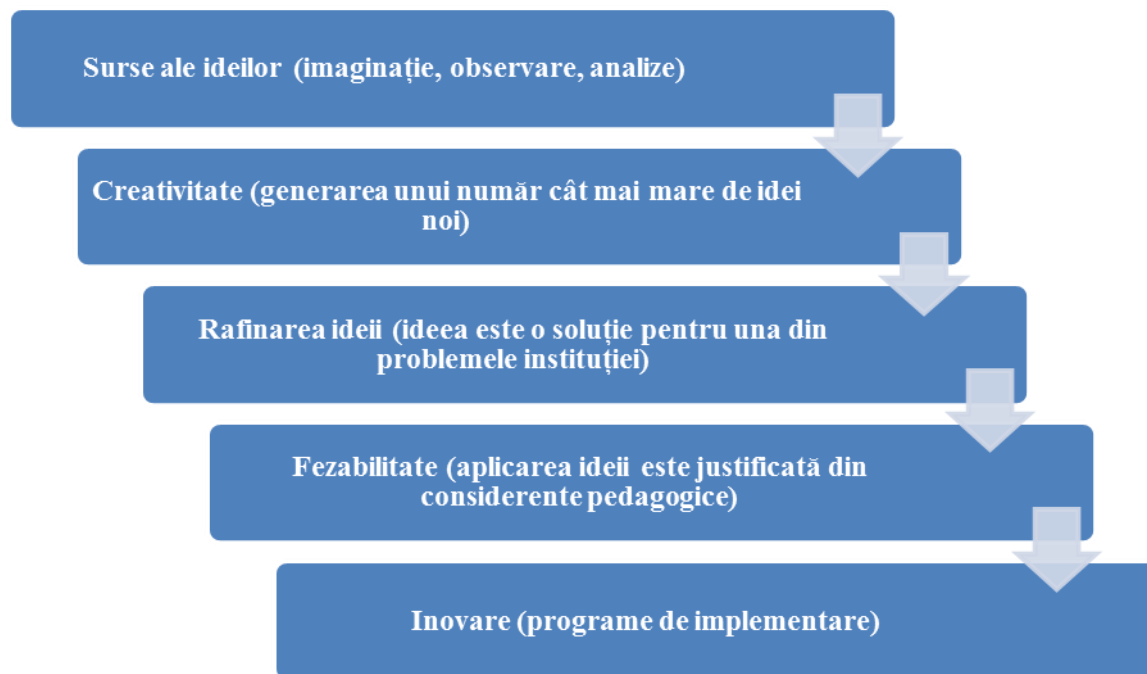 Surse ale ideilor (imaginație, observare, analize)
Creativitate (generarea unui număr cât mai mare de idei
noi)
Rafinarea ideii (ideea este o soluție pentru una din
problemele instituției)
Fezabilitate (aplicarea ideii este justificată din
considerente pedagogice)
Inovare (programe de implementare)